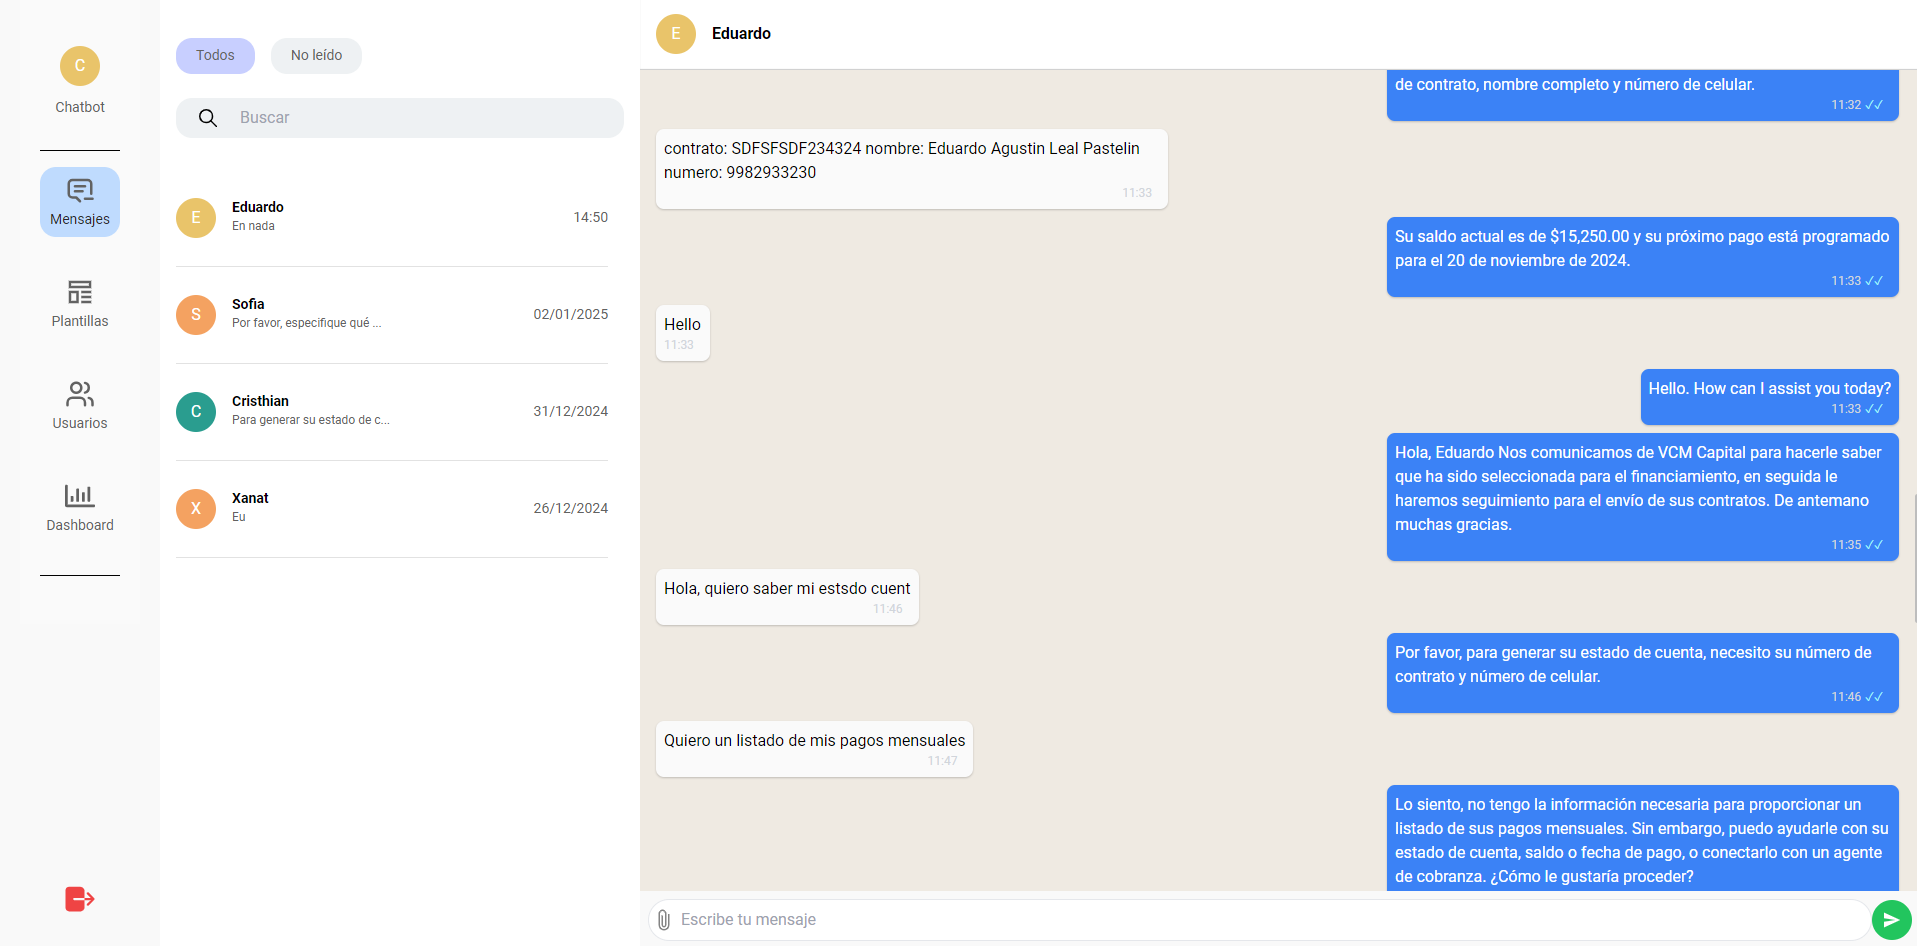 C
Chatbot
Mensajes
Plantillas
Usuarios
Dashboard
Todos
No leído
Buscar
E
Eduardo
En nada
14:50
S
Sofia
Por favor, especifique qué ...
02/01/2025
C
Cristhian
Para generar su estado de c...
31/12/2024
X
Xanat
Eu
26/12/2024
E
Eduardo
de contrato, nombre completo y número de celular.
11:32
contrato: SDFSFSDF234324 nombre: Eduardo Agustin Leal Pastelin
numero: 9982933230
11:33
Su saldo actual es de $15,250.00 y su próximo pago está programado
para el 20 de noviembre de 2024.
11:33
Hello
11:33
Hello. How can I assist you today?
11:33
Hola, Eduardo Nos comunicamos de VCM Capital para hacerle saber
que ha sido seleccionada para el financiamiento, en seguida le
haremos seguimiento para el envío de sus contratos. De antemano
muchas gracias.
11:35
Hola, quiero saber mi estsdo cuent
11:46
Por favor, para generar su estado de cuenta, necesito su número de
contrato y número de celular.
11:46
Quiero un listado de mis pagos mensuales
11:47
Lo siento, no tengo la información necesaria para proporcionar un
listado de sus pagos mensuales. Sin embargo, puedo ayudarle con su
estado de cuenta, saldo o fecha de pago, o conectarlo con un agente
de cobranza. ¿Cómo le gustaría proceder?
Escribe tu mensaje